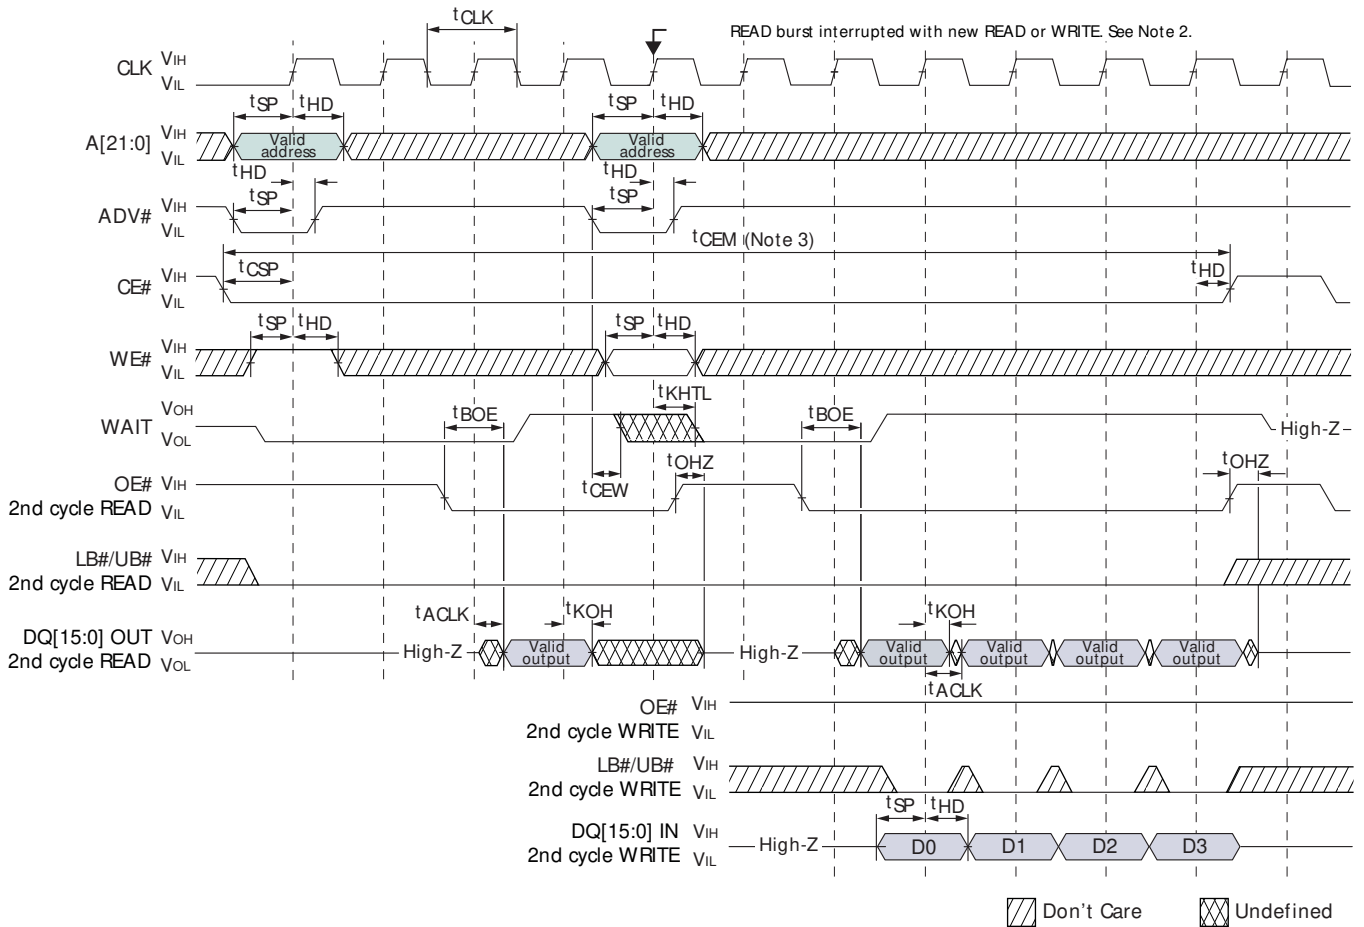 tCLK
READ burst interrupted with new READ or WRITE. See Note 2.
CLK VIH
VIL
tSP tHD tSP tHD
A[21:0] VIH
VIL
Valid address Valid address
tHD tHD
tSP tSP
ADV# VIH
VIL
tCEM (Note 3)
CE# VIH
VIL
tCSP tHD
tSP tHD tSP tHD
WE# VIH
VIL
tKHTL
WAIT VOH
VOL
tBOE tBOE
High-Z
tOHZ tOHZ
tCEW
OE# VIH
2nd cycle READ VIL
LB#/UB# VIH
2nd cycle READ VIL
tACLK tKOH tKOH
DQ[15:0] OUT VOH
2nd cycle READ VOL
High-Z Valid output High-Z Valid output Valid output Valid output Valid output
tACLK
OE# VIH
2nd cycle WRITE VIL
LB#/UB# VIH
2nd cycle WRITE VIL
tSP tHD
DQ[15:0] IN VIH
2nd cycle WRITE VIL
High-Z D0 D1 D2 D3
Don't Care Undefined